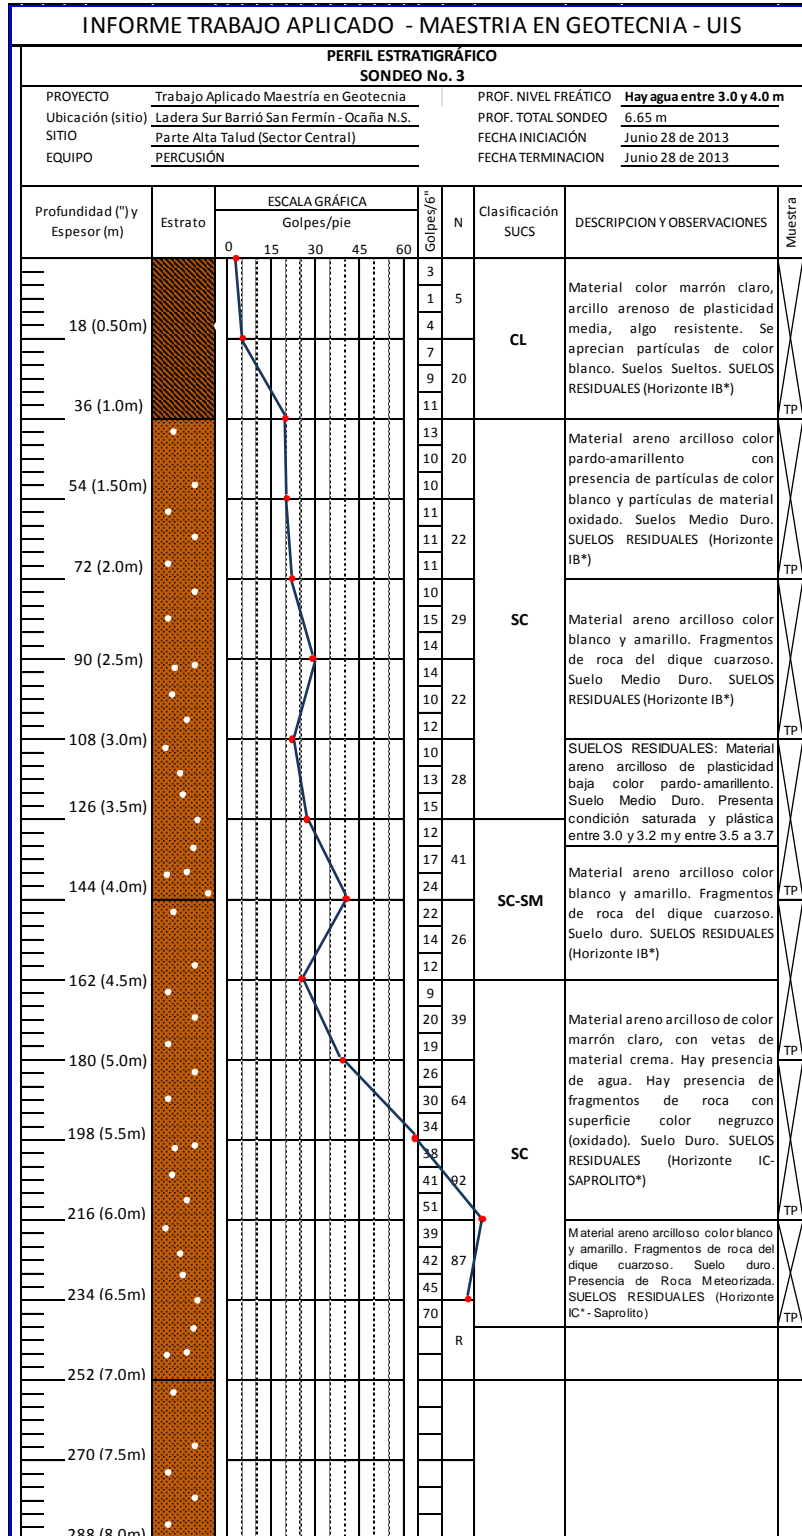 INFORME TRABAJO APLICADO - MAESTRIA EN GEOTECNIA - UIS
PERFIL ESTRATIGRÁFICO
SONDEO No. 3
PROYECTO Trabajo Aplicado Maestría en Geotecnia PROF. NIVEL FREÁTICO Hay agua entre 3.0 y 4.0 m
Ubicación (sitio) Ladera Sur Barrió San Fermín - Ocaña N.S. PROF. TOTAL SONDEO 6.65 m
SITIO Parte Alta Talud (Sector Central) FECHA INICIACIÓN Junio 28 de 2013
EQUIPO PERCUSIÓN FECHA TERMINACION Junio 28 de 2013
Profundidad (") y
Espesor (m)
Estrato
ESCALA GRÁFICA
Golpes/pie
0 15 30 45 60
Golpes/6"
N
Clasificación
SUCS
DESCRIPCION Y OBSERVACIONES
Muestra
3
1 5
18 (0.50m) 4
7
9 20
36 (1.0m) 11
CL
Material color marrón claro,
arcillo arenoso de plasticidad
media, algo resistente. Se
aprecian partículas de color
blanco. Suelos Sueltos. SUELOS
RESIDUALES (Horizonte IB*)
TP
13
10 20
54 (1.50m) 10
11
11 22
72 (2.0m) 11
Material areno arcilloso color
pardo-amarillento con
presencia de partículas de color
blanco y partículas de material
oxidado. Suelos Medio Duro.
SUELOS RESIDUALES (Horizonte
IB*)
TP
10
15 29
90 (2.5m) 14
14
10 22
108 (3.0m) 12
SC
Material areno arcilloso color
blanco y amarillo. Fragmentos
de roca del dique cuarzoso.
Suelo Medio Duro. SUELOS
RESIDUALES (Horizonte IB*)
TP
10
13 28
126 (3.5m) 15
SUELOS RESIDUALES: Material
areno arcilloso de plasticidad
baja color pardo-amarillento.
Suelo Medio Duro. Presenta
condición saturada y plástica
entre 3.0 y 3.2 m y entre 3.5 a 3.7
12
17 41
144 (4.0m) 24
22
14 26
162 (4.5m) 12
SC-SM
Material areno arcilloso color
blanco y amarillo. Fragmentos
de roca del dique cuarzoso.
Suelo duro. SUELOS RESIDUALES
(Horizonte IB*)
TP
9
20 39
180 (5.0m) 19
26
30 64
198 (5.5m) 34
38
41 92
216 (6.0m) 51
SC
Material areno arcilloso de color
marrón claro, con vetas de
material crema. Hay presencia
de agua. Hay presencia de
fragmentos de roca con
superficie color negruzco
(oxidado). Suelo Duro. SUELOS
RESIDUALES (Horizonte IC-
SAPROLITO*)
TP
TP
39
42 87
234 (6.5m) 45
70
R
Material areno arcilloso color blanco
y amarillo. Fragmentos de roca del
dique cuarzoso. Suelo duro.
Presencia de Roca Meteorizada.
SUELOS RESIDUALES (Horizonte
IC* - Saprolito)
TP
252 (7.0m)
270 (7.5m)
288 (8.0m)